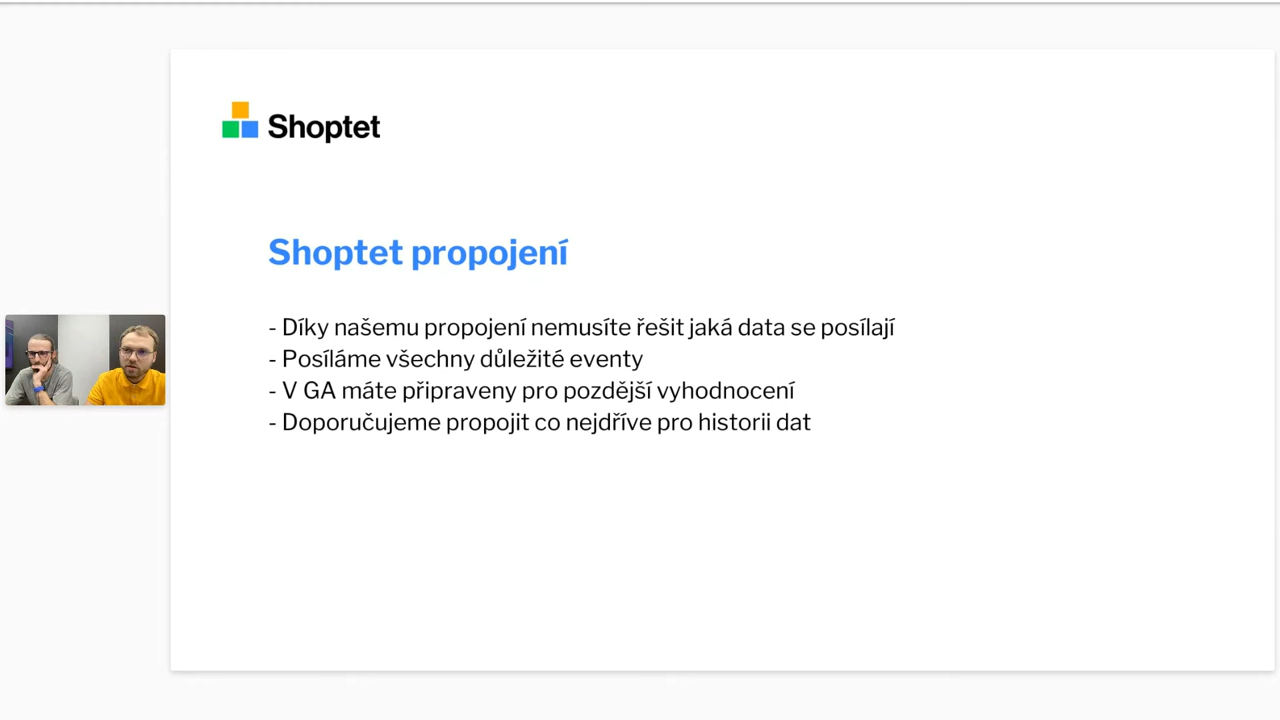 Shoptet
Shoptet propojení
- Díky našemu propojení nemusíte řešit jaká data se posílají
- Posíláme všechny důležité eventy
- V GA máte připraveny pro pozdější vyhodnocení
- Doporučujeme propojit co nejdříve pro historii dat